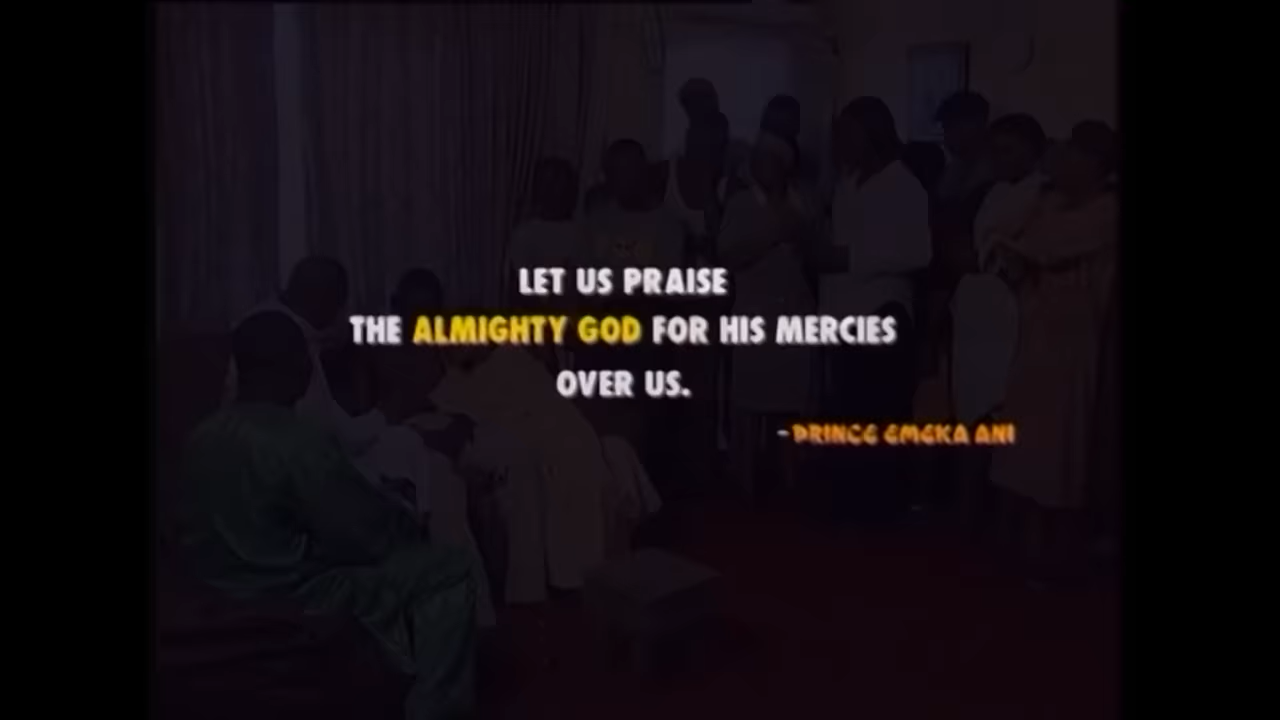 LET US PRAISE
THE ALMIGHTY GOD FOR HIS MERCIES
OVER US.
-PRINCE EMEKA ANI